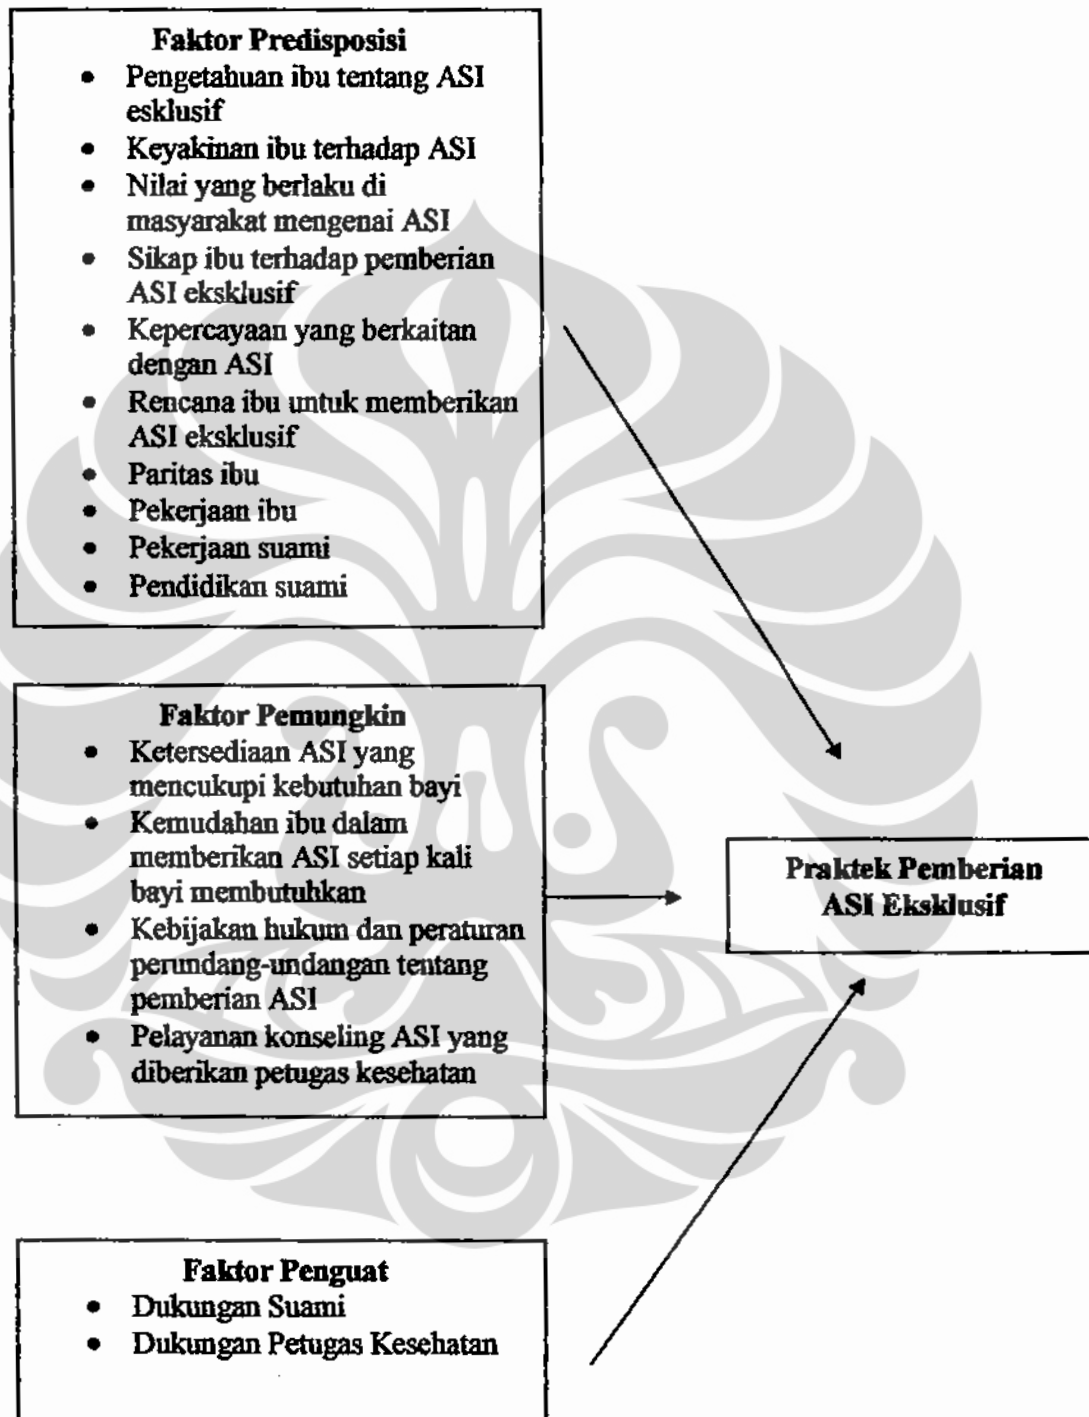 Faktor Predisposisi
• Pengetahuan ibu tentang ASI
esklusif
• Keyakinan ibu terhadap ASI
• Nilai yang berlaku di
masyarakat mengenai ASI
• Sikap ibu terhadap pemberian
ASI eksklusif
• Kepercayaan yang berkaitan
dengan ASI
• Rencana ibu untuk memberikan
ASI eksklusif
• Paritas ibu
• Pekerjaan ibu
• Pekerjaan suami
• Pendidikan suami
Faktor Pemungkin
• Ketersediaan ASI yang
mencukupi kebutuhan bayi
• Kemudahan ibu dalam
memberikan ASI setiap kali
bayi membutuhkan
• Kebijakan hukum dan peraturan
perundang-undangan tentang
pemberian ASI
• Pelayanan konseling ASI yang
diberikan petugas kesehatan
Praktek Pemberian
ASI Eksklusif
Faktor Penguat
• Dukungan Suami
• Dukungan Petugas Kesehatan